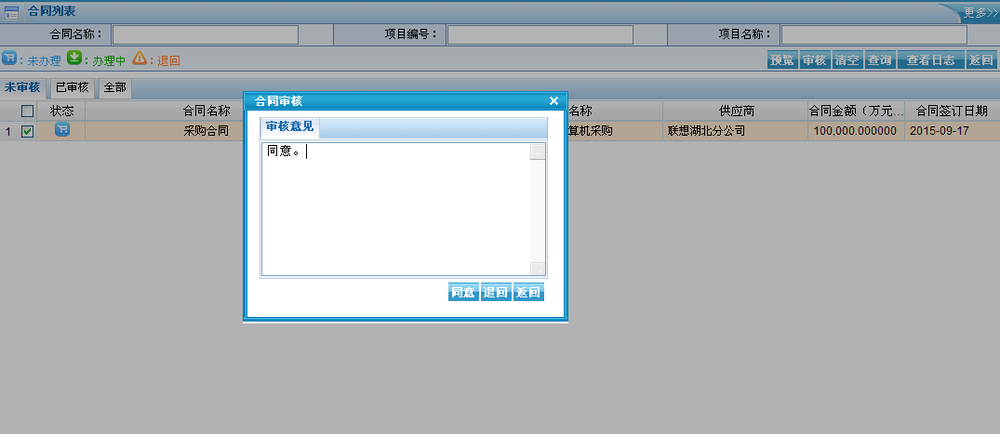 合同列表 更多>>
合同名称： 项目编号： 项目名称：
：未办理 ：办理中 ：退回 预览 审核 清空 查询 查看日志 返回
未审核 已审核 全部
状态 合同名称 名称 供应商 合同金额（万元... 合同签订日期
1 采购合同 算机采购 联想湖北分公司 100,000.000000 2015-09-17
合同审核 ×
审核意见
同意。
同意 退回 返回